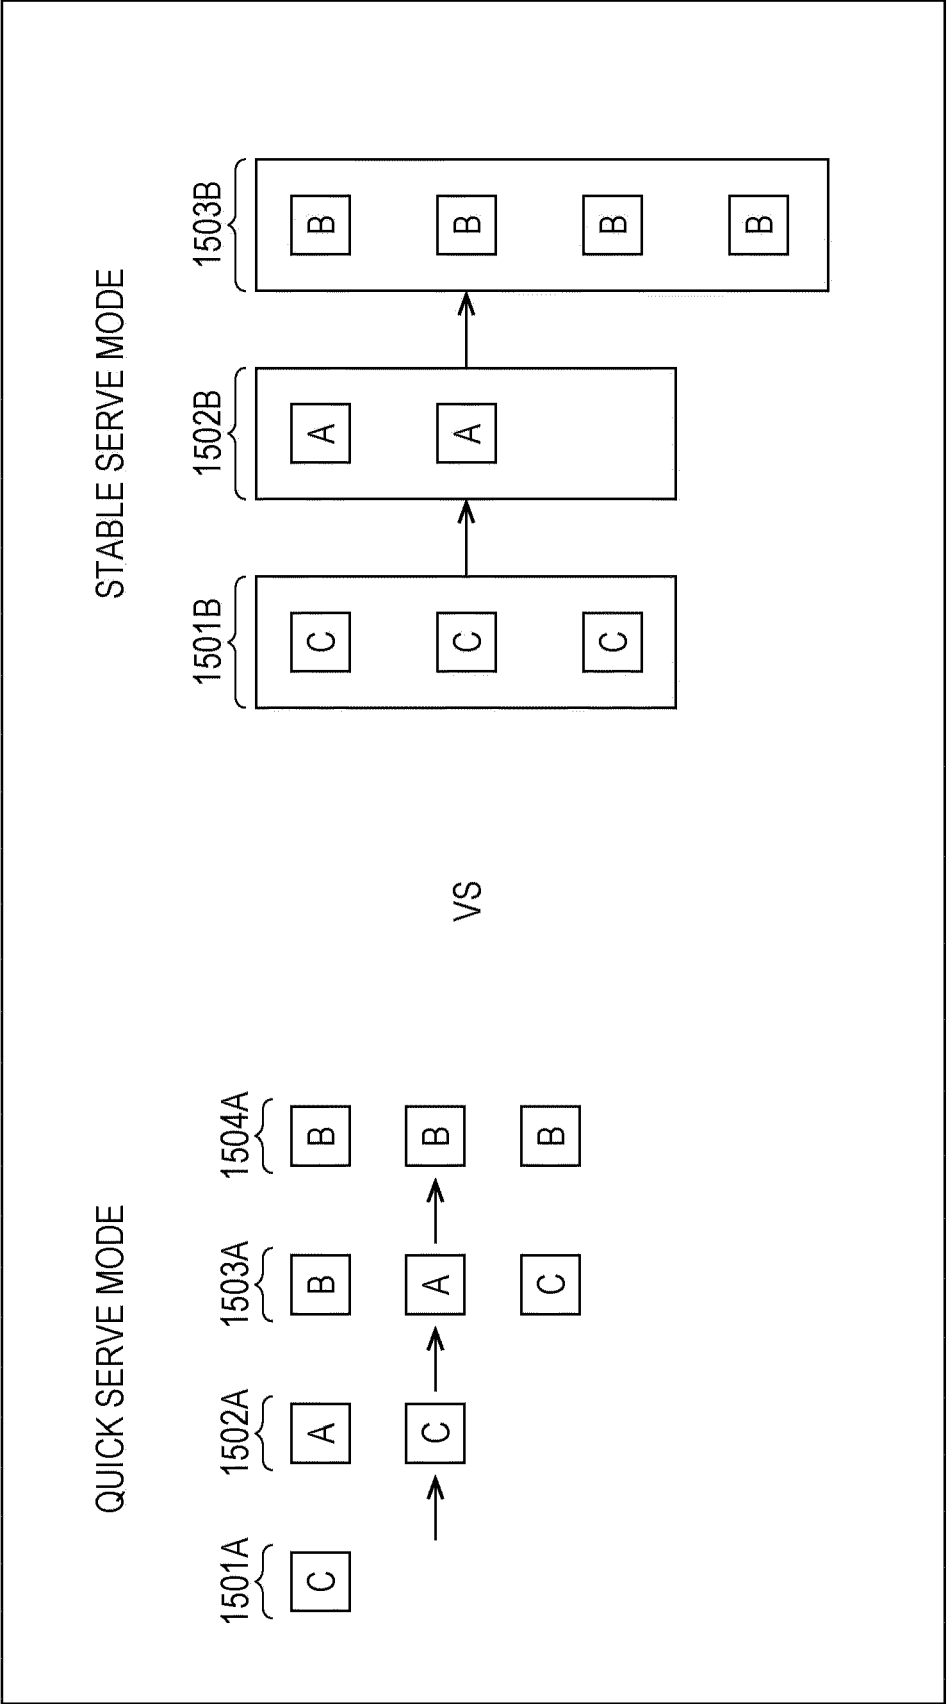 QUICK SERVE MODE
1501A 1502A 1503A 1504A
C A B B
C A B
C B
VS
STABLE SERVE MODE
1501B 1502B 1503B
C A B
C A B
C B
B